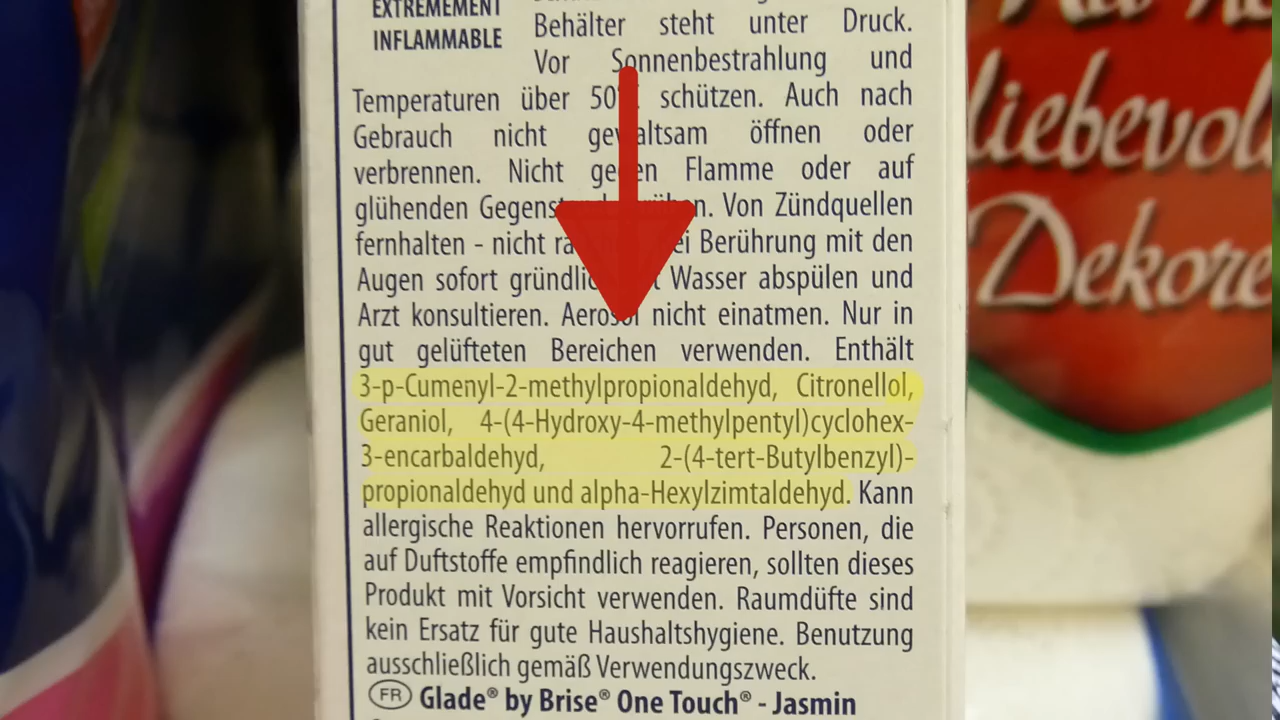 EXTRÊMEMENT
INFLAMMABLE
Behälter steht unter Druck.
Vor Sonnenbestrahlung und
Temperaturen über 50° schützen. Auch nach
Gebrauch nicht gewaltsam öffnen oder
verbrennen. Nicht gegen Flamme oder auf
glühenden Von Zündquellen
fernhalten - nicht Berührung mit den
Augen sofort gründlich Wasser abspülen und
Arzt konsultieren. Aerosol nicht einatmen. Nur in
gut gelüfteten Bereichen verwenden. Enthält
3-p-Cumenyl-2-methylpropionaldehyd, Citronellol,
Geraniol, 4-(4-Hydroxy-4-methylpentyl)cyclohex-
3-encarbaldehyd, 2-(4-tert-Butylbenzyl)-
propionaldehyd und alpha-Hexylzimtaldehyd. Kann
allergische Reaktionen hervorrufen. Personen, die
auf Duftstoffe empfindlich reagieren, sollten dieses
Produkt mit Vorsicht verwenden. Raumdüfte sind
kein Ersatz für gute Haushaltshygiene. Benutzung
ausschließlich gemäß Verwendungszweck.
FR Glade® by Brise® One Touch® - Jasmin
liebevol
Dekore